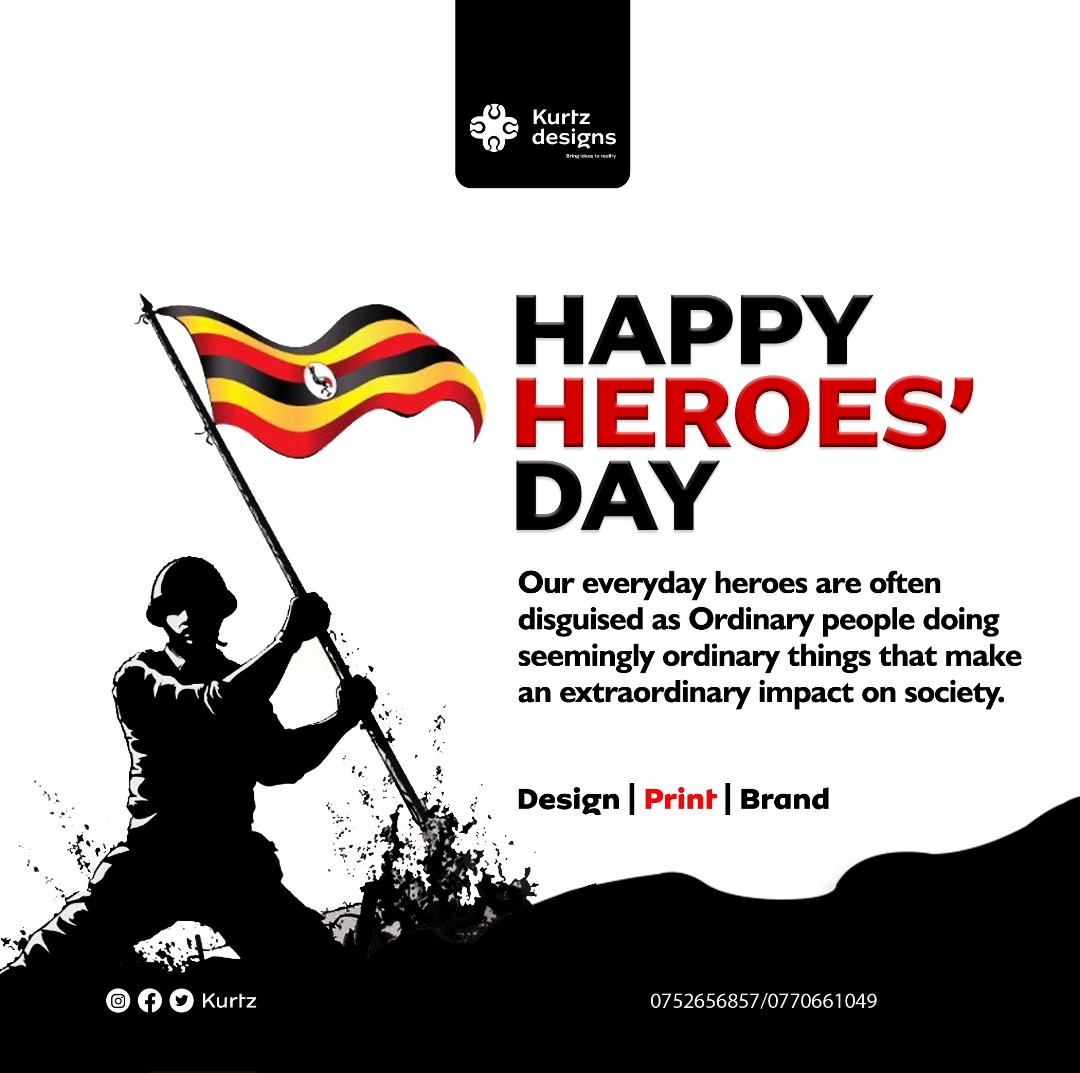 Kurtz
designs
Bring ideas to reality
HAPPY
HEROES’
DAY
Our everyday heroes are often
disguised as Ordinary people doing
seemingly ordinary things that make
an extraordinary impact on society.
Design | Print | Brand
Kurtz
0752656857/0770661049